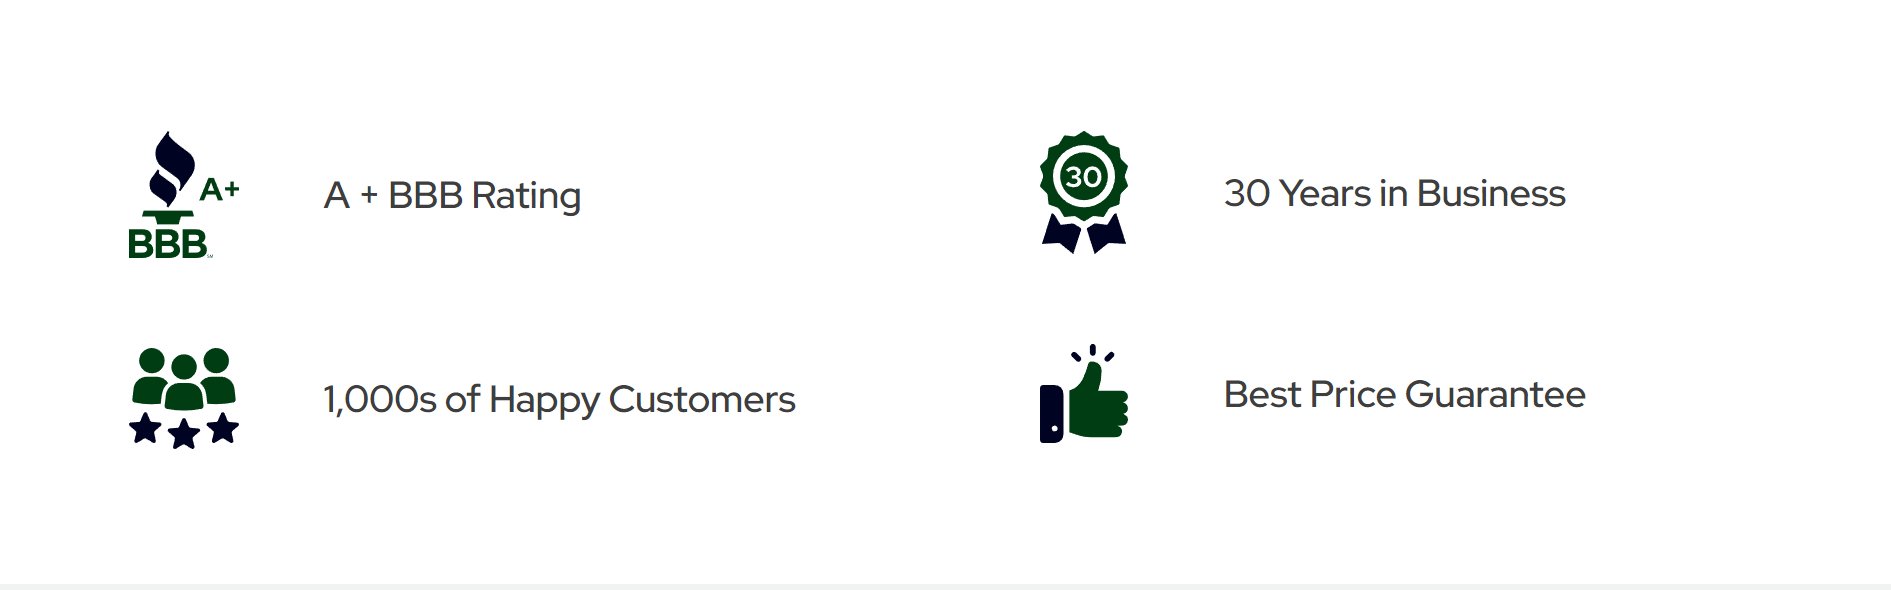 A+
BBB
A + BBB Rating
30
30 Years in Business
1,000s of Happy Customers
Best Price Guarantee